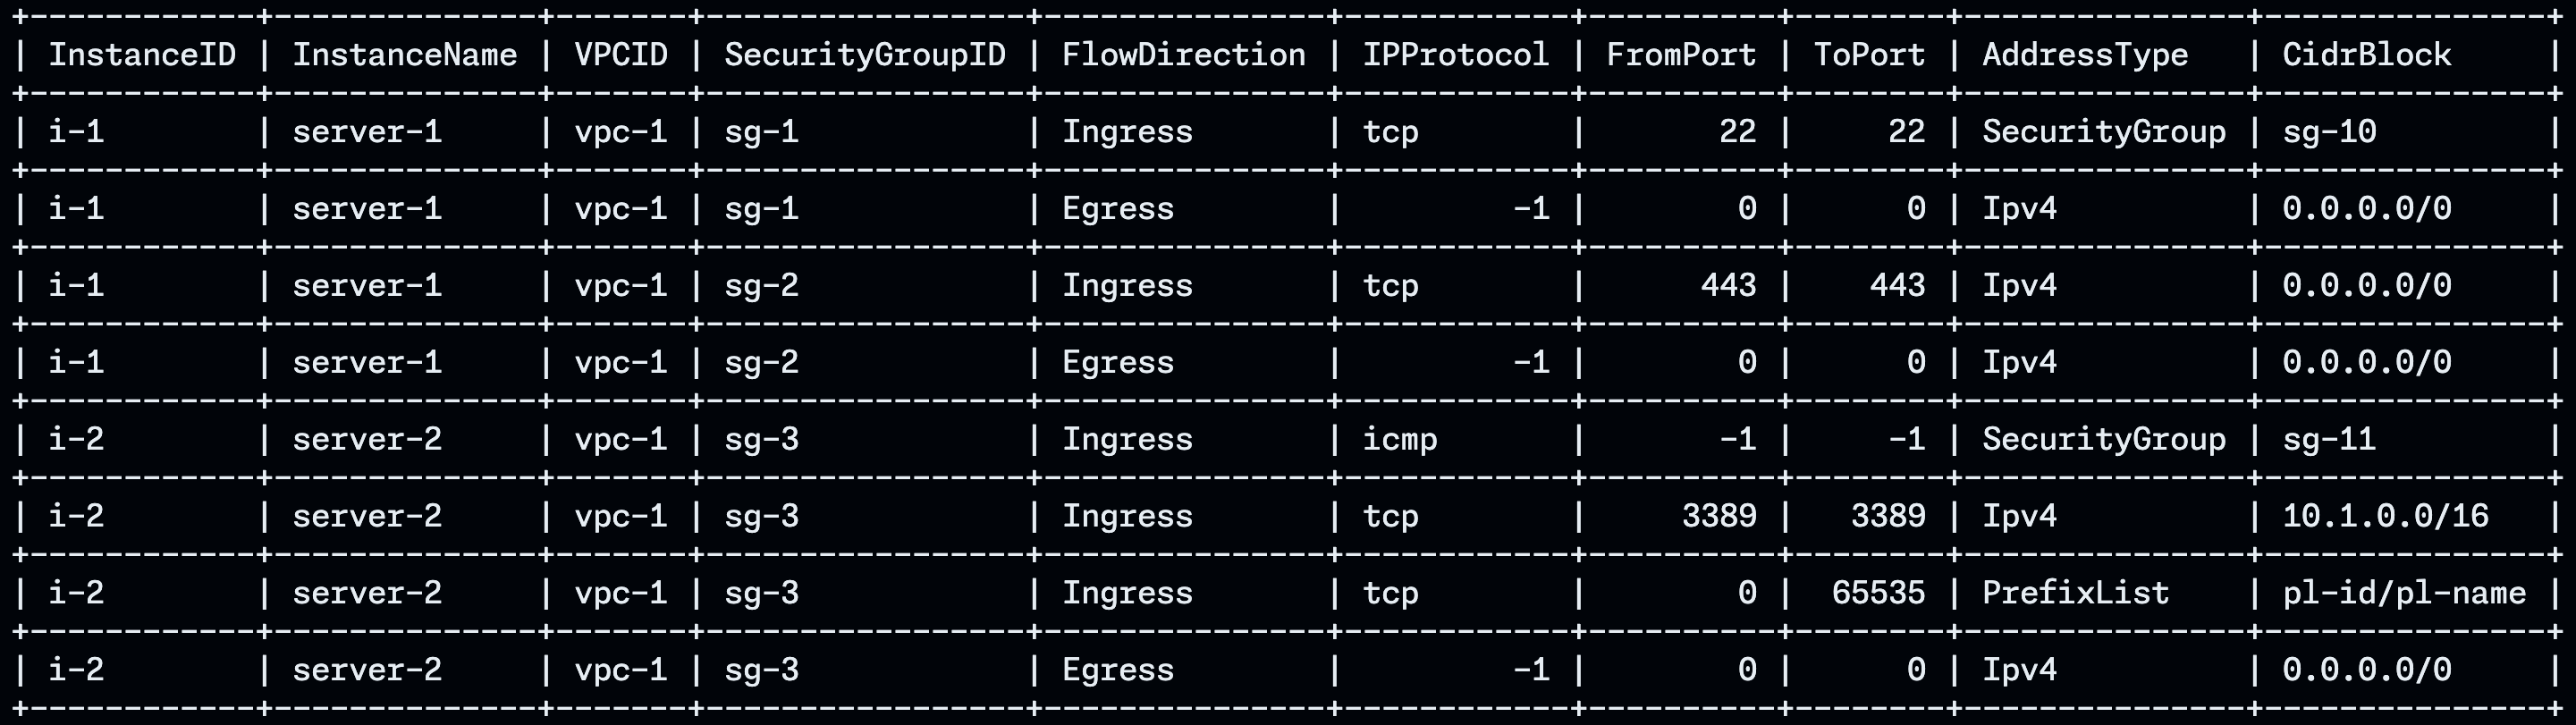 +------------+--------------+-------+-----------------+---------------+------------+----------+--------+---------------+---------------+
| InstanceID | InstanceName | VPCID | SecurityGroupID | FlowDirection | IPProtocol | FromPort | ToPort | AddressType   | CidrBlock     |
+------------+--------------+-------+-----------------+---------------+------------+----------+--------+---------------+---------------+
| i-1        | server-1     | vpc-1 | sg-1            | Ingress       | tcp        |       22 |     22 | SecurityGroup | sg-10         |
+------------+--------------+-------+-----------------+---------------+------------+----------+--------+---------------+---------------+
| i-1        | server-1     | vpc-1 | sg-1            | Egress        |         -1 |        0 |      0 | Ipv4          | 0.0.0.0/0     |
+------------+--------------+-------+-----------------+---------------+------------+----------+--------+---------------+---------------+
| i-1        | server-1     | vpc-1 | sg-2            | Ingress       | tcp        |      443 |    443 | Ipv4          | 0.0.0.0/0     |
+------------+--------------+-------+-----------------+---------------+------------+----------+--------+---------------+---------------+
| i-1        | server-1     | vpc-1 | sg-2            | Egress        |         -1 |        0 |      0 | Ipv4          | 0.0.0.0/0     |
+------------+--------------+-------+-----------------+---------------+------------+----------+--------+---------------+---------------+
| i-2        | server-2     | vpc-1 | sg-3            | Ingress       | icmp       |       -1 |     -1 | SecurityGroup | sg-11         |
+------------+--------------+-------+-----------------+---------------+------------+----------+--------+---------------+---------------+
| i-2        | server-2     | vpc-1 | sg-3            | Ingress       | tcp        |     3389 |   3389 | Ipv4          | 10.1.0.0/16   |
+------------+--------------+-------+-----------------+---------------+------------+----------+--------+---------------+---------------+
| i-2        | server-2     | vpc-1 | sg-3            | Ingress       | tcp        |        0 |  65535 | PrefixList    | pl-id/pl-name |
+------------+--------------+-------+-----------------+---------------+------------+----------+--------+---------------+---------------+
| i-2        | server-2     | vpc-1 | sg-3            | Egress        |         -1 |        0 |      0 | Ipv4          | 0.0.0.0/0     |
+------------+--------------+-------+-----------------+---------------+------------+----------+--------+---------------+---------------+